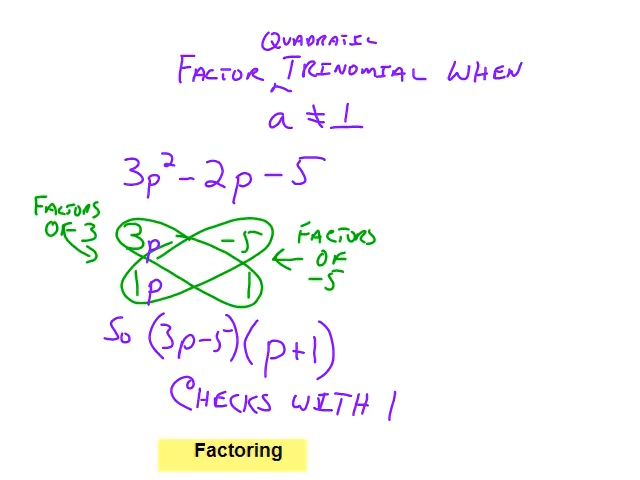 QUADRATIC
FACTOR TRINOMIAL WHEN
a ≠ 1
3p² - 2p - 5
FACTORS
OF 3
3p -5
1p 1
FACTORS
OF
-5
So (3p-5)(p+1)
CHECKS WITH 1
Factoring